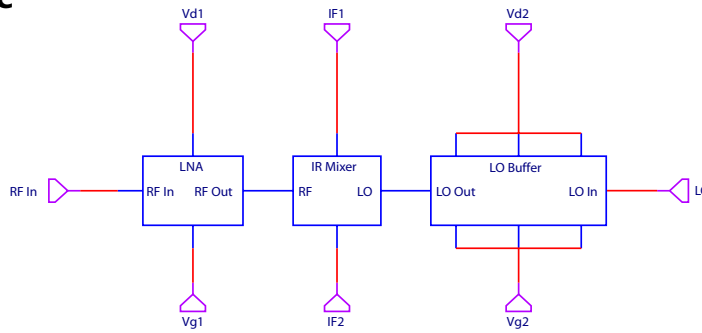 Vd1 IF1 Vd2
LNA IR Mixer LO Buffer
RF In RF In RF Out RF LO LO Out LO In
Vg1 IF2 Vg2